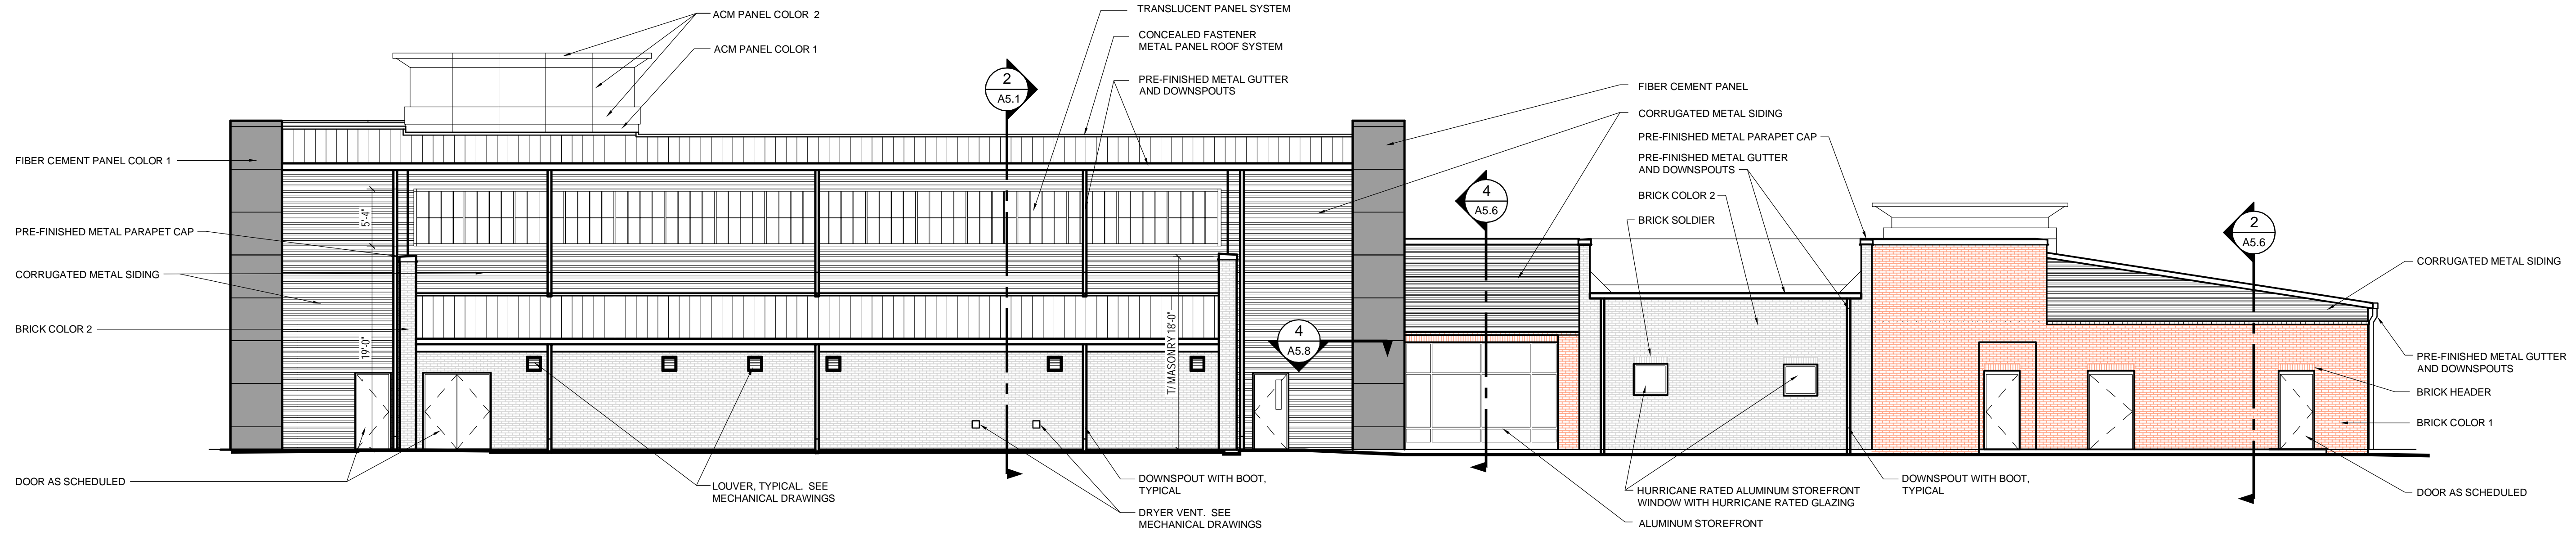 ACM PANEL COLOR 2
ACM PANEL COLOR 1
TRANSLUCENT PANEL SYSTEM
CONCEALED FASTENER
METAL PANEL ROOF SYSTEM
PRE-FINISHED METAL GUTTER
AND DOWNSPOUTS
2
A5.1
FIBER CEMENT PANEL
CORRUGATED METAL SIDING
PRE-FINISHED METAL PARAPET CAP
PRE-FINISHED METAL GUTTER
AND DOWNSPOUTS
BRICK COLOR 2
BRICK SOLDIER
4
A5.6
2
A5.6
FIBER CEMENT PANEL COLOR 1
PRE-FINISHED METAL PARAPET CAP
CORRUGATED METAL SIDING
BRICK COLOR 2
DOOR AS SCHEDULED
5'-4"
19'-0"
T/ MASONRY 18'-0"
4
A5.8
CORRUGATED METAL SIDING
PRE-FINISHED METAL GUTTER
AND DOWNSPOUTS
BRICK HEADER
BRICK COLOR 1
DOOR AS SCHEDULED
LOUVER, TYPICAL. SEE
MECHANICAL DRAWINGS
DOWNSPOUT WITH BOOT,
TYPICAL
DRYER VENT. SEE
MECHANICAL DRAWINGS
HURRICANE RATED ALUMINUM STOREFRONT
WINDOW WITH HURRICANE RATED GLAZING
ALUMINUM STOREFRONT
DOWNSPOUT WITH BOOT,
TYPICAL